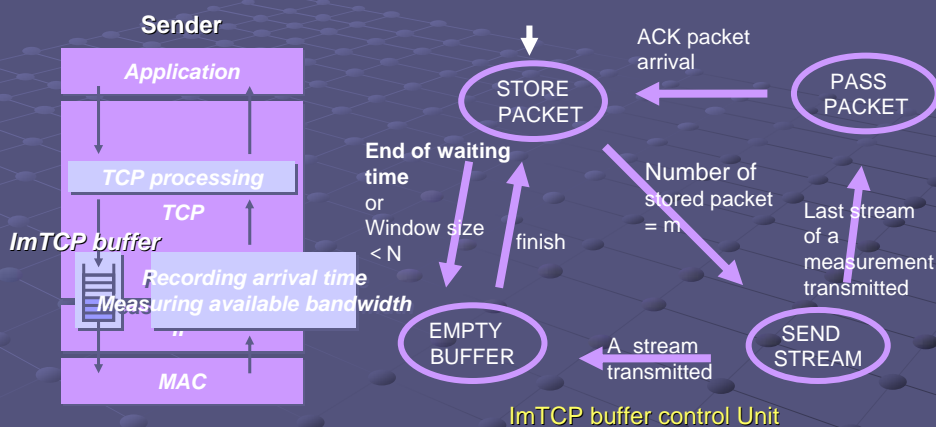 Sender
Application
TCP processing
TCP
ImTCP buffer
Recording arrival time
Measuring available bandwidth
MAC
STORE
PACKET
ACK packet
arrival
PASS
PACKET
End of waiting
time
or
Window size
< N
finish
Number of
stored packet
= m
Last stream
of a
measurement
transmitted
EMPTY
BUFFER
A stream
transmitted
SEND
STREAM
ImTCP buffer control Unit